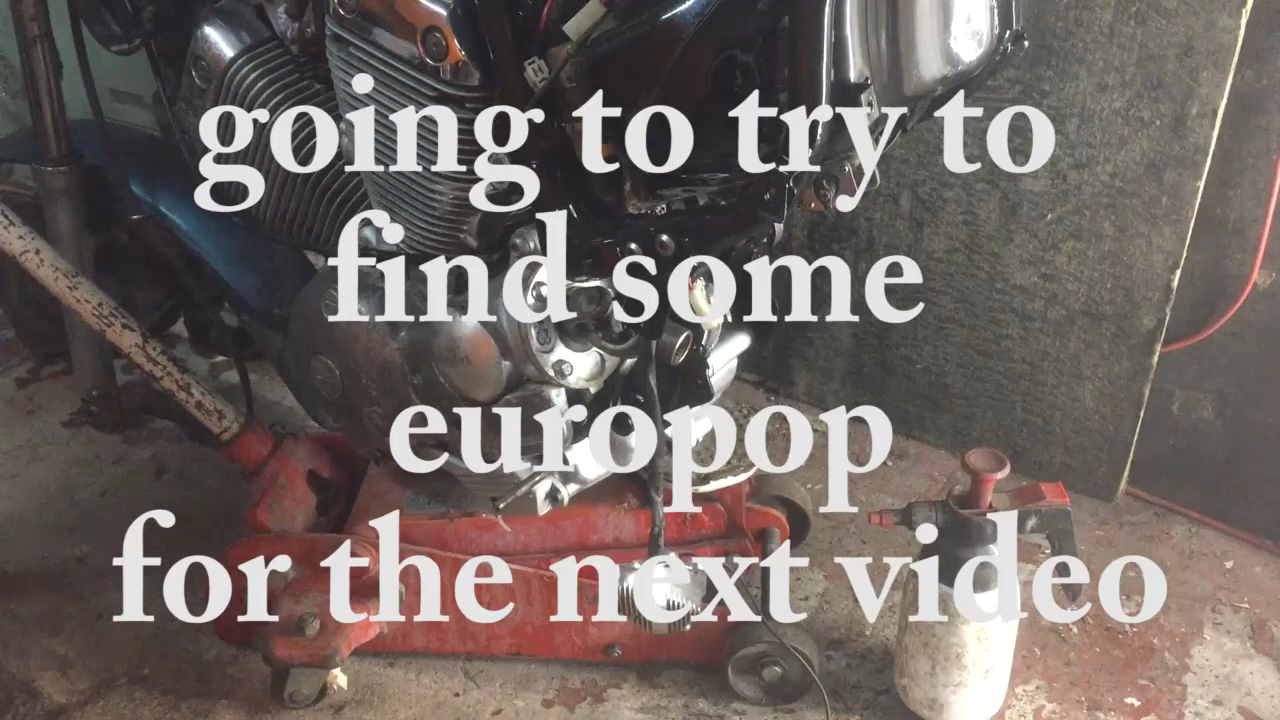 going to try to
find some
europop
for the next video